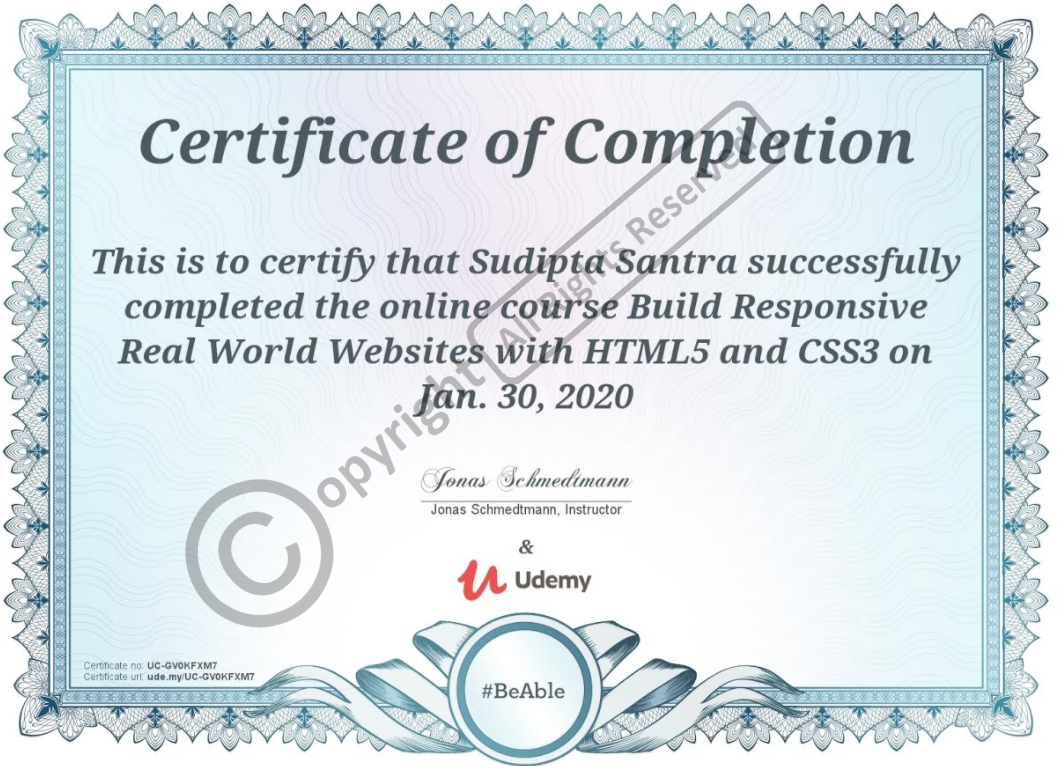 Certificate of Completion
This is to certify that Sudipta Santra successfully
completed the online course Build Responsive
Real World Websites with HTML5 and CSS3 on
Jan. 30, 2020
Jonas Schmedtmann
Jonas Schmedtmann, Instructor
&
Udemy
Certificate no: UC-GV0KFXM7
Certificate url: ude.my/UC-GV0KFXM7
#BeAble
© opyright All Rights Reserved